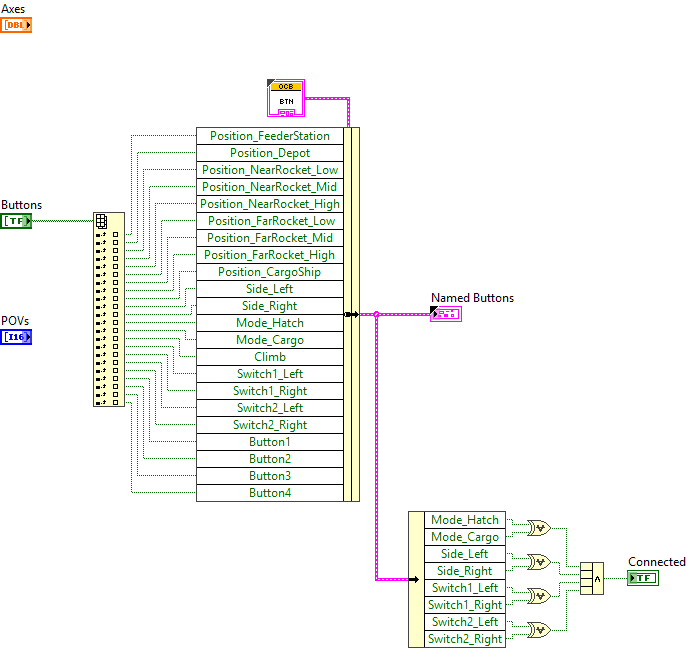 Axes
DBL
OCB
BTN
Position_FeederStation
Position_Depot
Position_NearRocket_Low
Position_NearRocket_Mid
Position_NearRocket_High
Position_FarRocket_Low
Position_FarRocket_Mid
Position_FarRocket_High
Position_CargoShip
Side_Left
Side_Right
Mode_Hatch
Mode_Cargo
Climb
Switch1_Left
Switch1_Right
Switch2_Left
Switch2_Right
Button1
Button2
Button3
Button4
Buttons
TF
POVs
I16
Named Buttons
Mode_Hatch
Mode_Cargo
Side_Left
Side_Right
Switch1_Left
Switch1_Right
Switch2_Left
Switch2_Right
Connected
TF